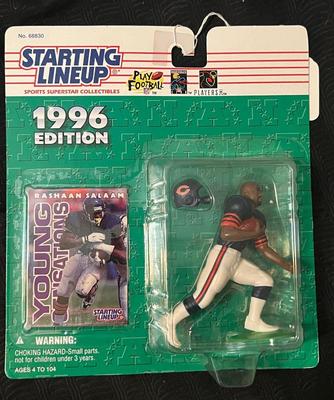 No. 68830
STARTING
LINEUP
SPORTS SUPERSTAR COLLECTIBLES
PLAY
FOOTBALL
PLAYERS INC
1996
EDITION
RASHAAN SALAAM
YOUNG
SENSATIONS
STARTING
LINEUP
WARNING:
CHOKING HAZARD-Small parts.
not for children under 3 years.
AGES 4 TO 104